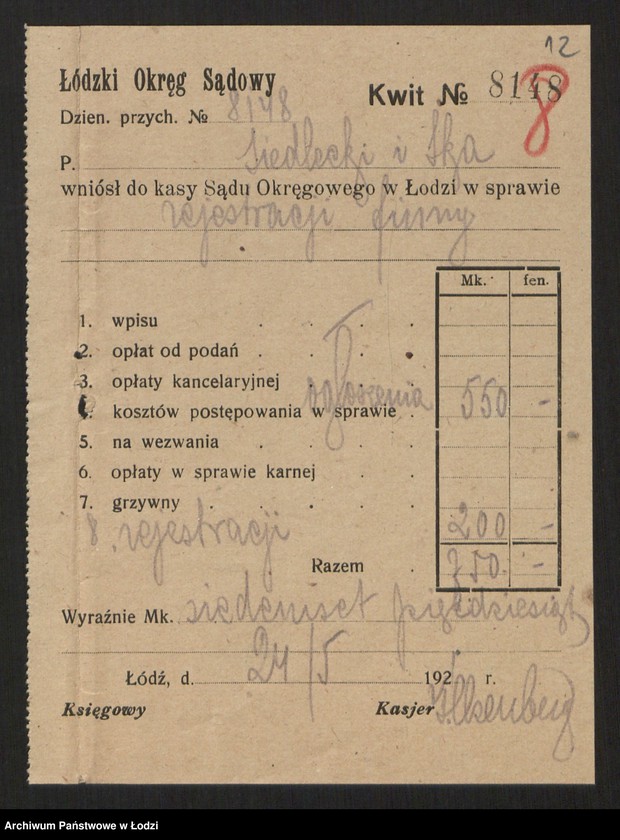 12
Łódzki Okręg Sądowy
Kwit № 8148
8
Dzien. przych. № 8148
P. Siedlecki i Ska
wniósł do kasy Sądu Okręgowego w Łodzi w sprawie
rejestracji firmy
Mk. fen.
1. wpisu
2. opłat od podań
3. opłaty kancelaryjnej
ogłoszenia
4. kosztów postępowania w sprawie 550 -
5. na wezwania
6. opłaty w sprawie karnej
7. grzywny
8. rejestracji 200 -
Razem 750 -
Wyraźnie Mk. siedemset pięćdziesiąt
Łódź, d. 24/5 192 r.
Księgowy Kasjer
Archiwum Państwowe w Łodzi